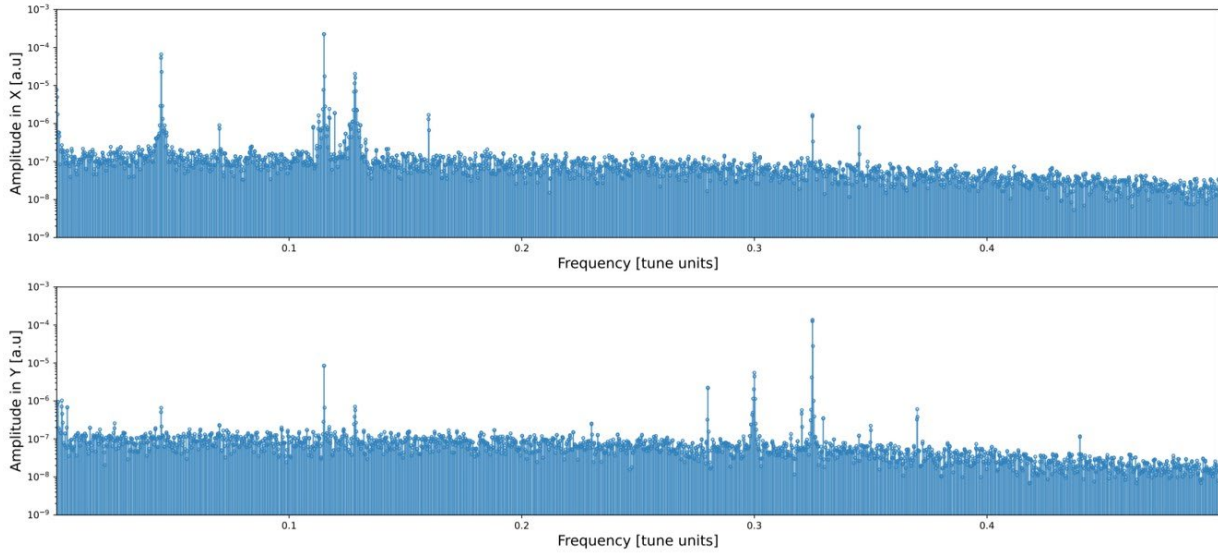 10⁻³
10⁻⁴
10⁻⁵
10⁻⁶
10⁻⁷
10⁻⁸
10⁻⁹
Amplitude in X [a.u]
0.1 0.2 0.3 0.4
Frequency [tune units]
10⁻³
10⁻⁴
10⁻⁵
10⁻⁶
10⁻⁷
10⁻⁸
10⁻⁹
Amplitude in Y [a.u]
0.1 0.2 0.3 0.4
Frequency [tune units]